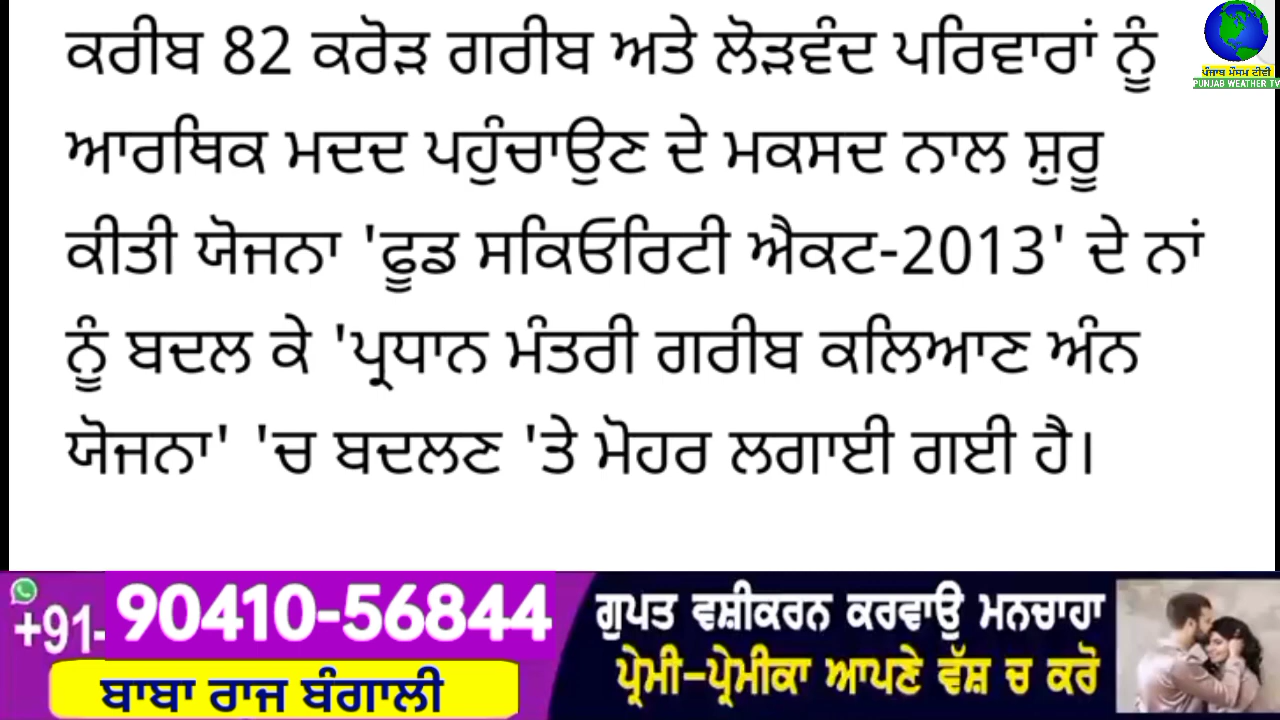 ਕਰੀਬ 82 ਕਰੋੜ ਗਰੀਬ ਅਤੇ ਲੋੜਵੰਦ ਪਰਿਵਾਰਾਂ ਨੂੰ
ਆਰਥਿਕ ਮਦਦ ਪਹੁੰਚਾਉਣ ਦੇ ਮਕਸਦ ਨਾਲ ਸ਼ੁਰੂ
ਕੀਤੀ ਯੋਜਨਾ 'ਫੂਡ ਸਕਿਓਰਿਟੀ ਐਕਟ-2013' ਦੇ ਨਾਂ
ਨੂੰ ਬਦਲ ਕੇ 'ਪ੍ਰਧਾਨ ਮੰਤਰੀ ਗਰੀਬ ਕਲਿਆਣ ਅੰਨ
ਯੋਜਨਾ' 'ਚ ਬਦਲਣ 'ਤੇ ਮੋਹਰ ਲਗਾਈ ਗਈ ਹੈ।
ਪੰਜਾਬ ਮੌਸਮ ਟੀਵੀ
PUNJAB WEATHER TV
+91-90410-56844
ਬਾਬਾ ਰਾਜ ਬੰਗਾਲੀ
ਗੁਪਤ ਵਸ਼ੀਕਰਨ ਕਰਵਾਉ ਮਨਚਾਹਾ
ਪ੍ਰੇਮੀ-ਪ੍ਰੇਮੀਕਾ ਆਪਣੇ ਵੱਸ਼ ਚ ਕਰੋ